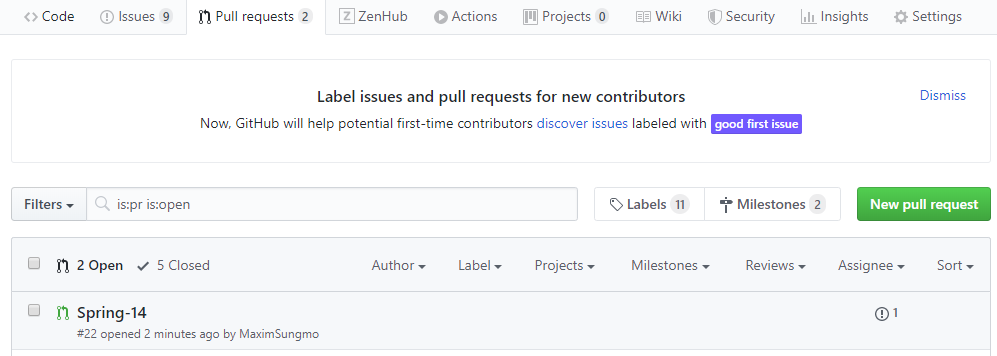 Code Issues 9 Pull requests 2 ZenHub Actions Projects 0 Wiki Security Insights Settings
Label issues and pull requests for new contributors Dismiss
Now, GitHub will help potential first-time contributors discover issues labeled with good first issue
Filters is:pr is:open Labels 11 Milestones 2 New pull request
2 Open 5 Closed Author Label Projects Milestones Reviews Assignee Sort
Spring-14 1
#22 opened 2 minutes ago by MaximSungmo